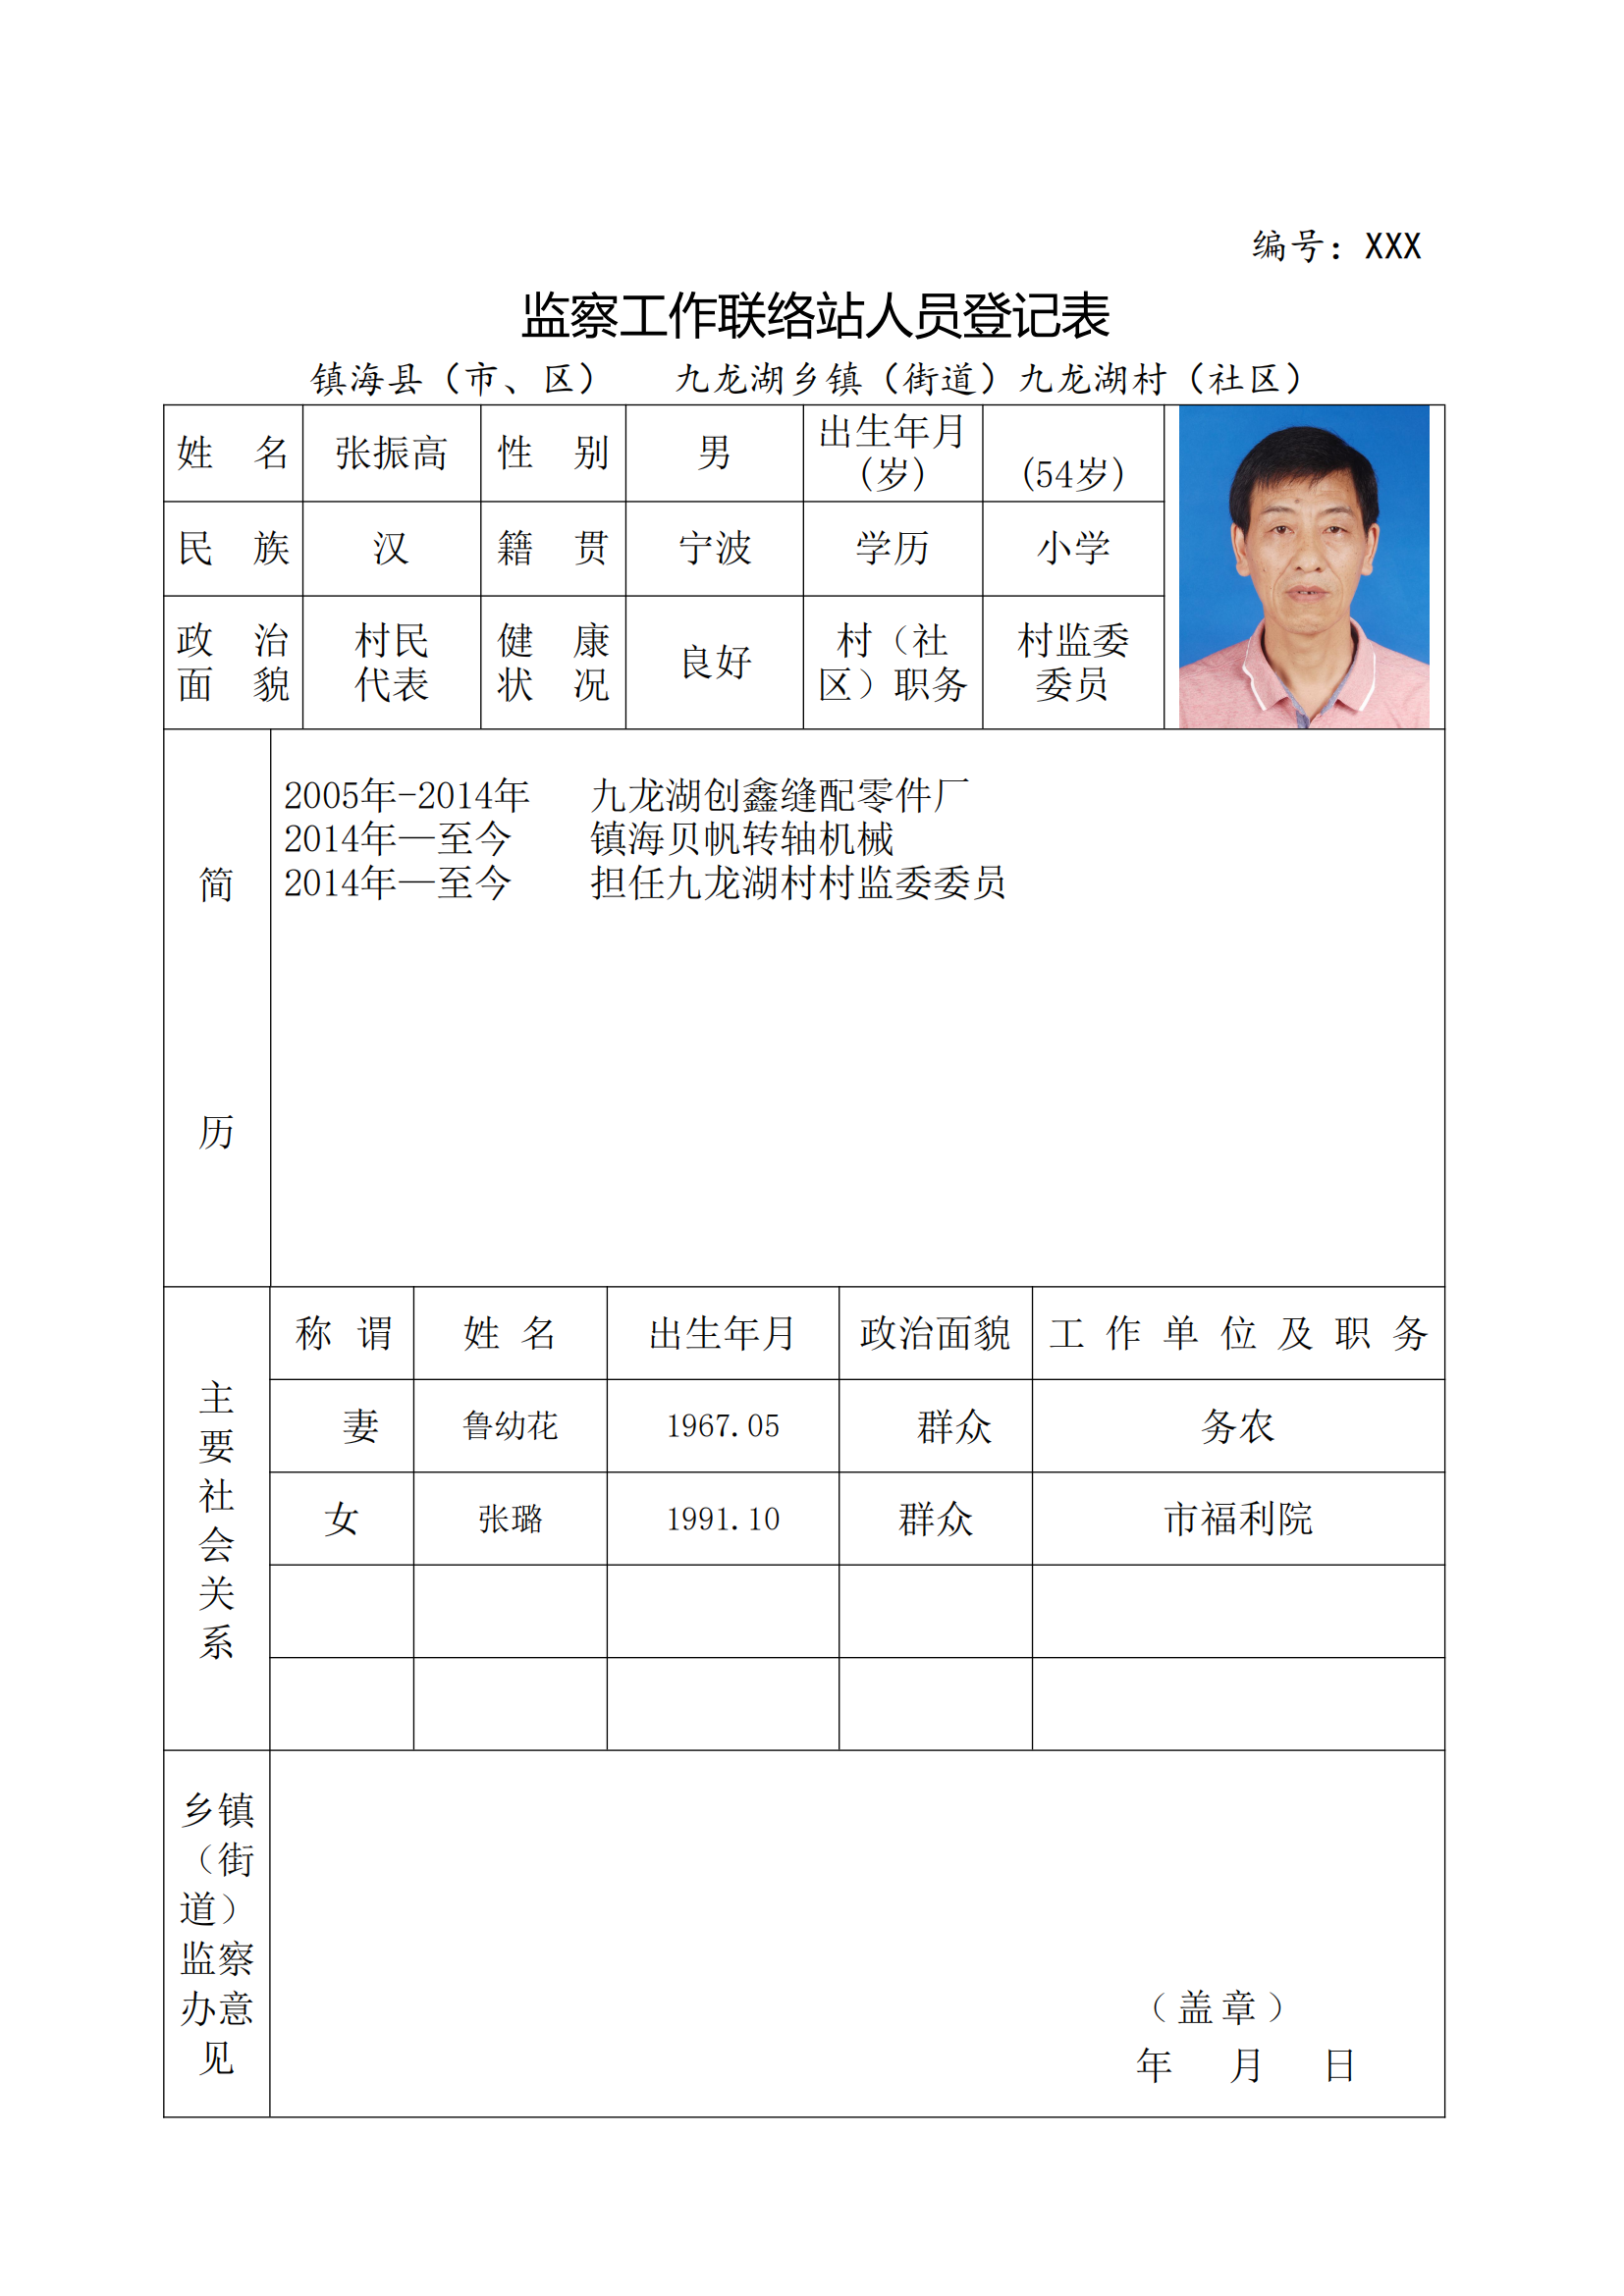 编号：XXX
监察工作联络站人员登记表
镇海县（市、区） 九龙湖乡镇（街道）九龙湖村（社区）
姓 名 张振高 性 别 男 出生年月（岁） (54岁)
民 族 汉 籍 贯 宁波 学历 小学
政 治面 貌 村民代表 健 康状 况 良好 村（社区）职务 村监委委员
简 历
2005年-2014年 九龙湖创鑫缝配零件厂
2014年—至今 镇海贝帆转轴机械
2014年—至今 担任九龙湖村村监委委员
主要社会关系
称 谓 姓 名 出生年月 政治面貌 工 作 单 位 及 职 务
妻 鲁幼花 1967.05 群众 务农
女 张璐 1991.10 群众 市福利院
乡镇（街道）监察办意见
（盖章）
年 月 日